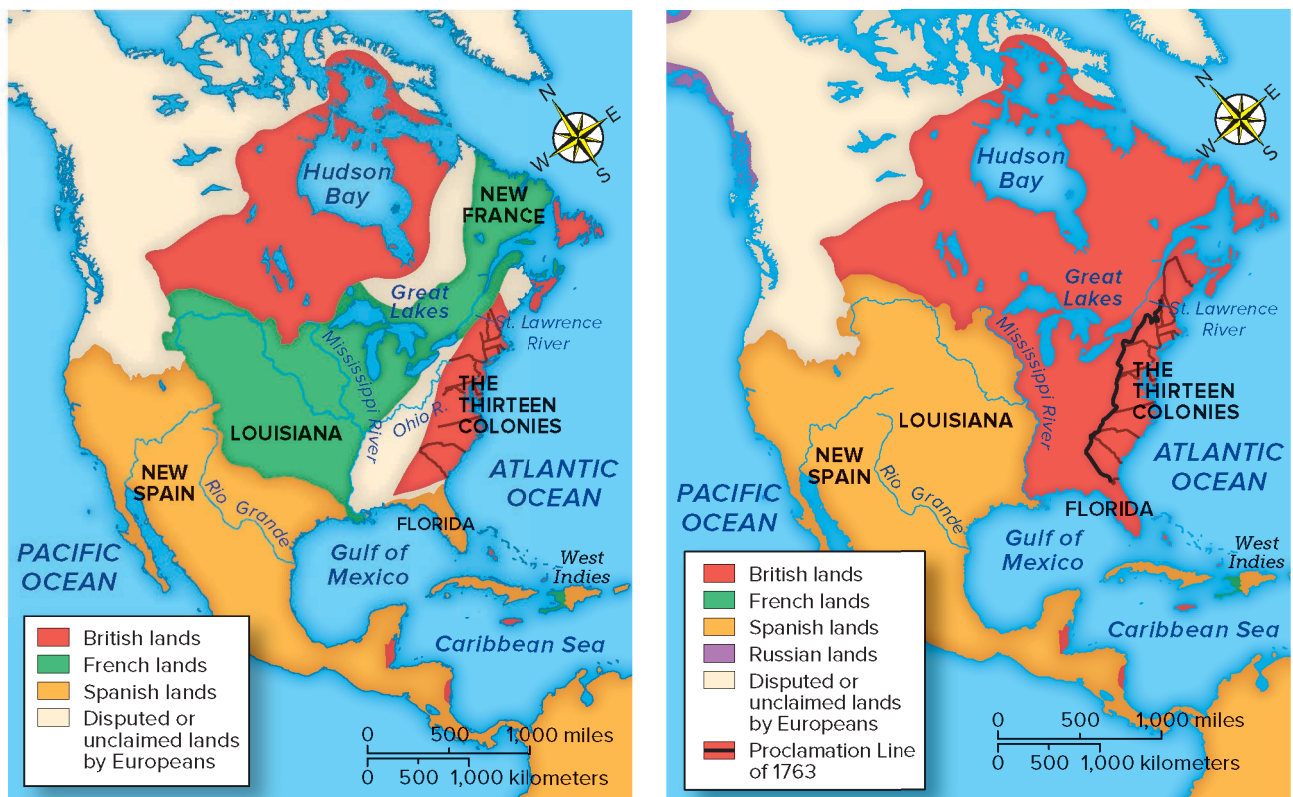 N
E
W
S
Hudson
Bay
NEW
FRANCE
Great
Lakes
St. Lawrence
River
Mississippi River
Ohio R.
THE
THIRTEEN
COLONIES
LOUISIANA
NEW
SPAIN
Rio Grande
ATLANTIC
OCEAN
FLORIDA
PACIFIC
OCEAN
Gulf of
Mexico
West
Indies
Caribbean Sea
British lands
French lands
Spanish lands
Disputed or
unclaimed lands
by Europeans
0 500 1,000 miles
0 500 1,000 kilometers
N
E
W
S
Hudson
Bay
Great
Lakes
St. Lawrence
River
Mississippi River
THE
THIRTEEN
COLONIES
LOUISIANA
NEW
SPAIN
Rio Grande
ATLANTIC
OCEAN
PACIFIC
OCEAN
FLORIDA
Gulf of
Mexico
West
Indies
Caribbean Sea
British lands
French lands
Spanish lands
Russian lands
Disputed or
unclaimed lands
by Europeans
Proclamation Line
of 1763
0 500 1,000 miles
0 500 1,000 kilometers